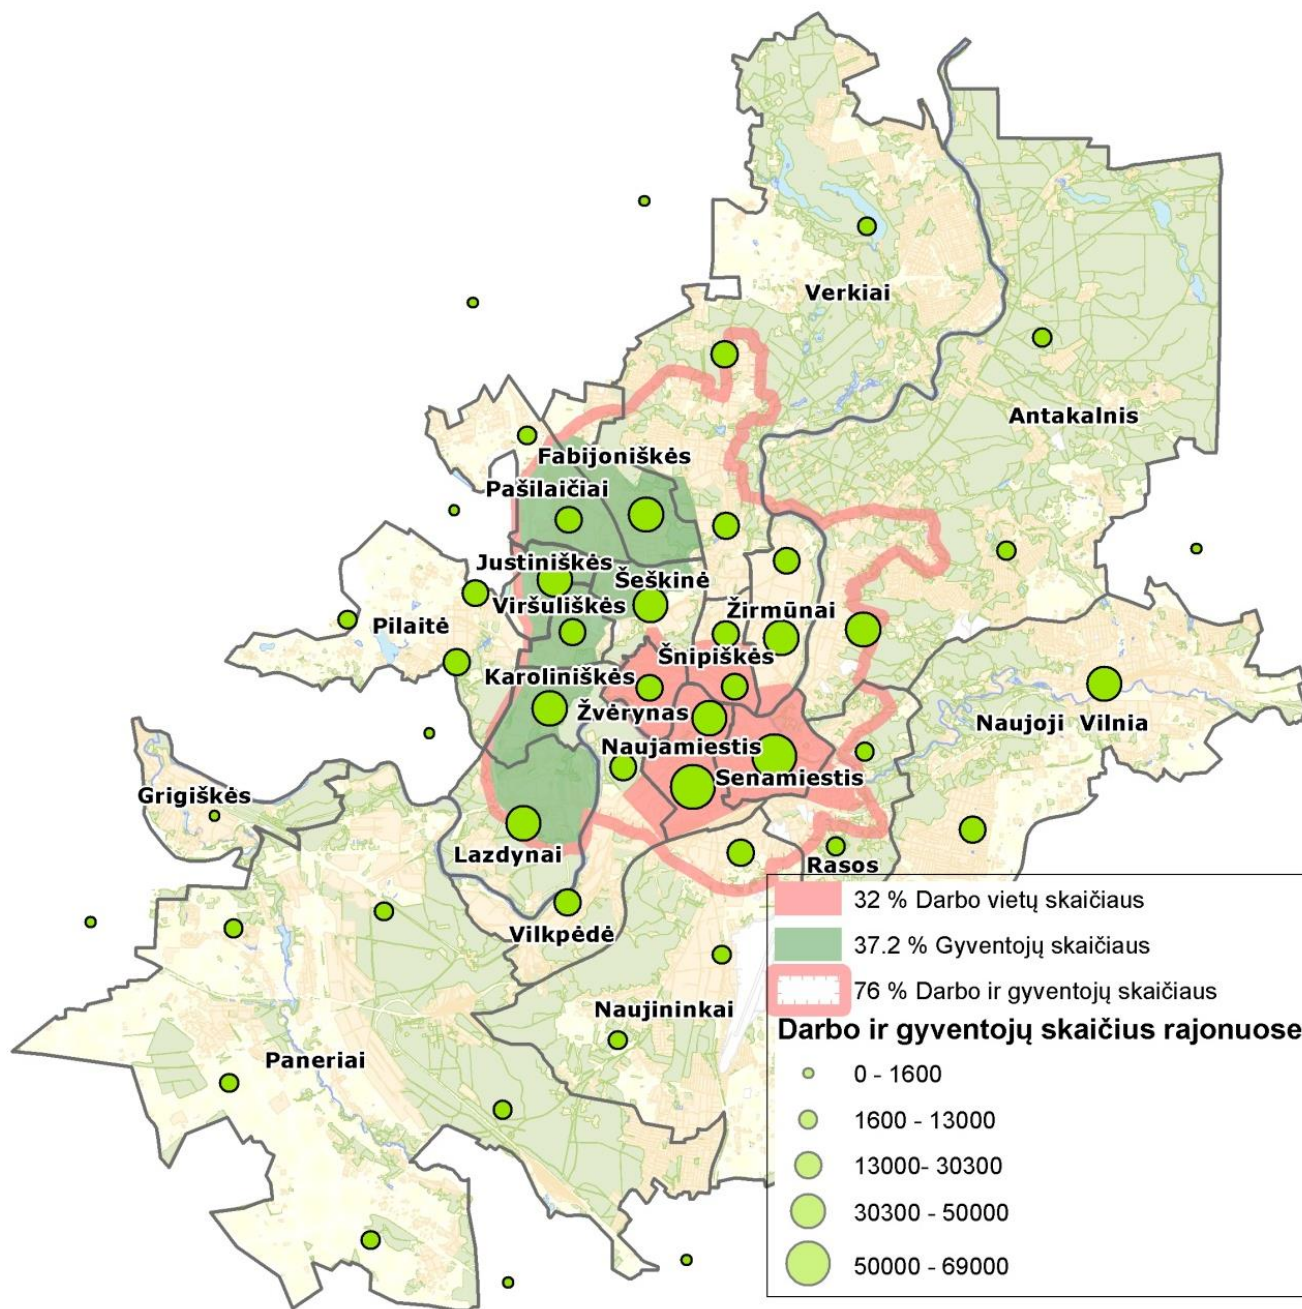 Verkiai
Antakalnis
Fabijoniškės
Pašilaičiai
Justiniškės
Šeškinė
Viršuliškės
Žirmūnai
Pilaitė
Šnipiškės
Karoliniškės
Žvėrynas
Naujoji Vilnia
Naujamiestis
Senamiestis
Grigiškės
Lazdynai
Rasos
Vilkpėdė
Naujininkai
Paneriai
32 % Darbo vietų skaičiaus
37.2 % Gyventojų skaičiaus
76 % Darbo ir gyventojų skaičiaus
Darbo ir gyventojų skaičius rajonuose
0 - 1600
1600 - 13000
13000- 30300
30300 - 50000
50000 - 69000